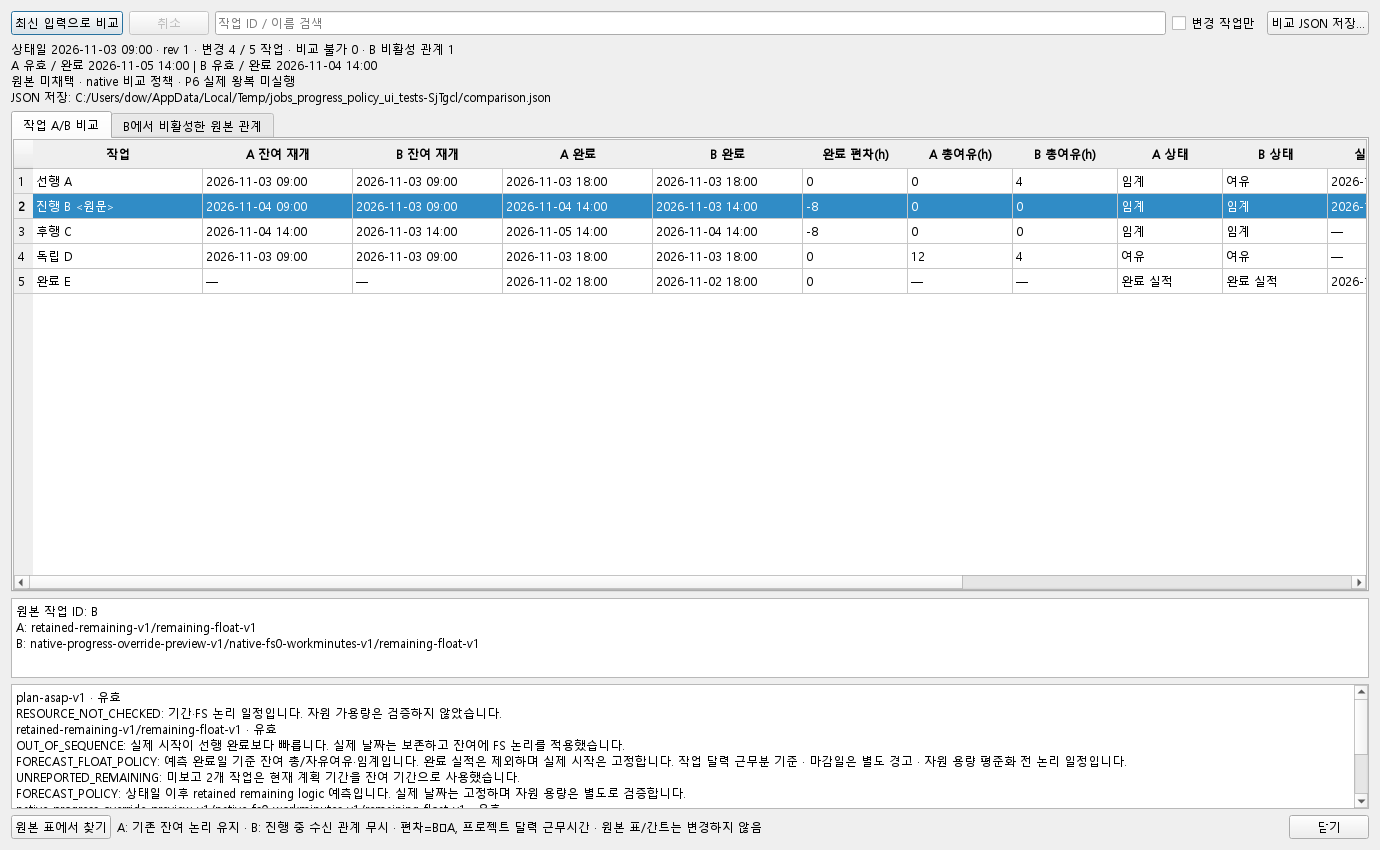 최신 입력으로 비교 취소 작업 ID / 이름 검색 변경 작업만 비교 JSON 저장...
상태일 2026-11-03 09:00 · rev 1 · 변경 4 / 5 작업 · 비교 불가 0 · B 비활성 관계 1
A 유효 / 완료 2026-11-05 14:00 | B 유효 / 완료 2026-11-04 14:00
원본 미채택 · native 비교 정책 · P6 실제 왕복 미실행
JSON 저장: C:/Users/dow/AppData/Local/Temp/jobs_progress_policy_ui_tests-SjTgcl/comparison.json
작업 A/B 비교 B에서 비활성한 원본 관계
작업 A 잔여 재개 B 잔여 재개 A 완료 B 완료 완료 편차(h) A 총여유(h) B 총여유(h) A 상태 B 상태 실
1 선행 A 2026-11-03 09:00 2026-11-03 09:00 2026-11-03 18:00 2026-11-03 18:00 0 0 4 임계 여유 2026-
2 진행 B <원문> 2026-11-04 09:00 2026-11-03 09:00 2026-11-04 14:00 2026-11-03 14:00 -8 0 0 임계 임계 2026-
3 후행 C 2026-11-04 14:00 2026-11-03 14:00 2026-11-05 14:00 2026-11-04 14:00 -8 0 0 임계 임계 —
4 독립 D 2026-11-03 09:00 2026-11-03 09:00 2026-11-03 18:00 2026-11-03 18:00 0 12 4 여유 여유 —
5 완료 E — — 2026-11-02 18:00 2026-11-02 18:00 0 — — 완료 실적 완료 실적 2026-
원본 작업 ID: B
A: retained-remaining-v1/remaining-float-v1
B: native-progress-override-preview-v1/native-fs0-workminutes-v1/remaining-float-v1
plan-asap-v1 · 유효
RESOURCE_NOT_CHECKED: 기간·FS 논리 일정입니다. 자원 가용량은 검증하지 않았습니다.
retained-remaining-v1/remaining-float-v1 · 유효
OUT_OF_SEQUENCE: 실제 시작이 선행 완료보다 빠릅니다. 실제 날짜는 보존하고 잔여에 FS 논리를 적용했습니다.
FORECAST_FLOAT_POLICY: 예측 완료일 기준 잔여 총/자유여유·임계입니다. 완료 실적은 제외하며 실제 시작은 고정합니다. 작업 달력 근무분 기준 · 마감일은 별도 경고 · 자원 용량 평준화 전 논리 일정입니다.
UNREPORTED_REMAINING: 미보고 2개 작업은 현재 계획 기간을 잔여 기간으로 사용했습니다.
FORECAST_POLICY: 상태일 이후 retained remaining logic 예측입니다. 실제 날짜는 고정하며 자원 용량은 별도로 검증합니다.
native-progress-override-preview-v1/native-fs0-workminutes-v1/remaining-float-v1 · 유효
원본 표에서 찾기 A: 기존 잔여 논리 유지 · B: 진행 중 수신 관계 무시 · 편차=B□A, 프로젝트 달력 근무시간 · 원본 표/간트는 변경하지 않음 닫기